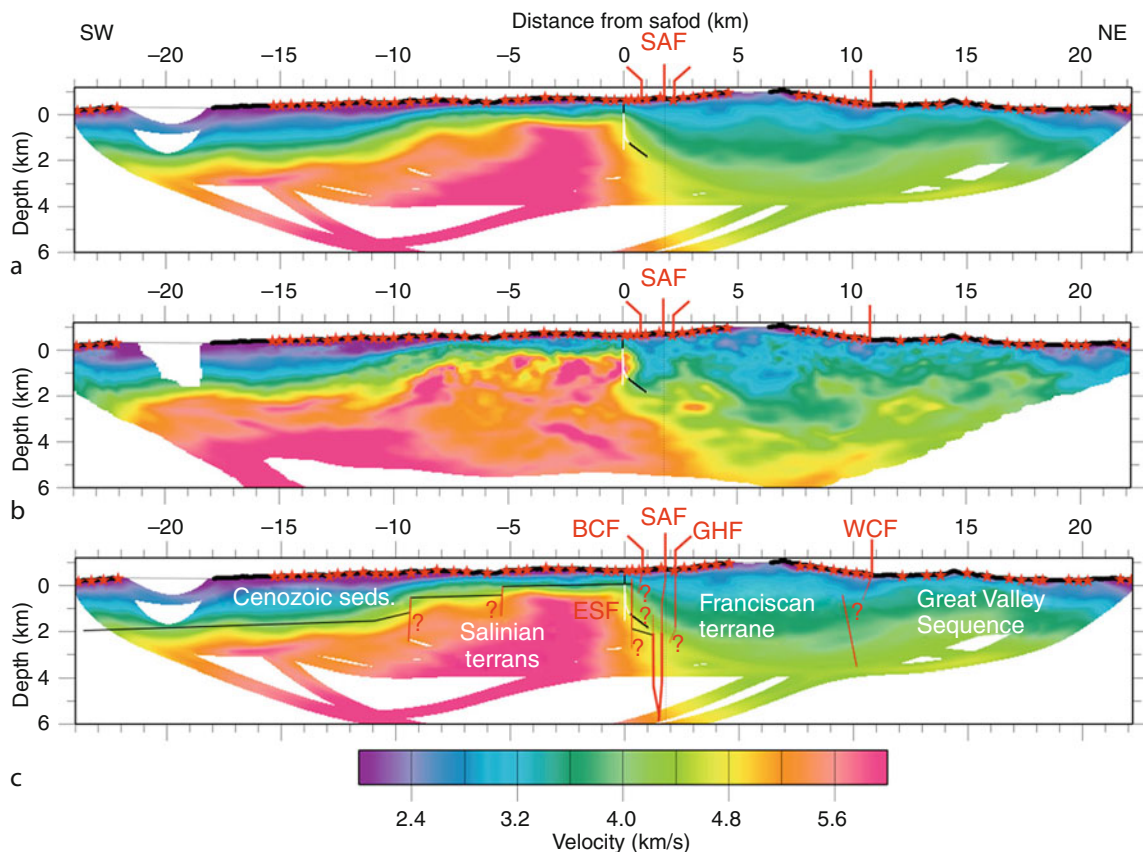 Distance from safod (km)
SW
SAF
NE
−20 −15 −10 −5 0 5 10 15 20
Depth (km)
0
2
4
6
a
−20 −15 −10 −5 0 5 10 15 20
SAF
Depth (km)
0
2
4
6
b
−20 −15 −10 −5 0 5 10 15 20
BCF SAF GHF WCF
Depth (km)
0
2
4
6
Cenozoic seds.
Salinian
terrans
ESF
Franciscan
terrane
Great Valley
Sequence
? ? ? ? ? ? ?
c
2.4 3.2 4.0 4.8 5.6
Velocity (km/s)